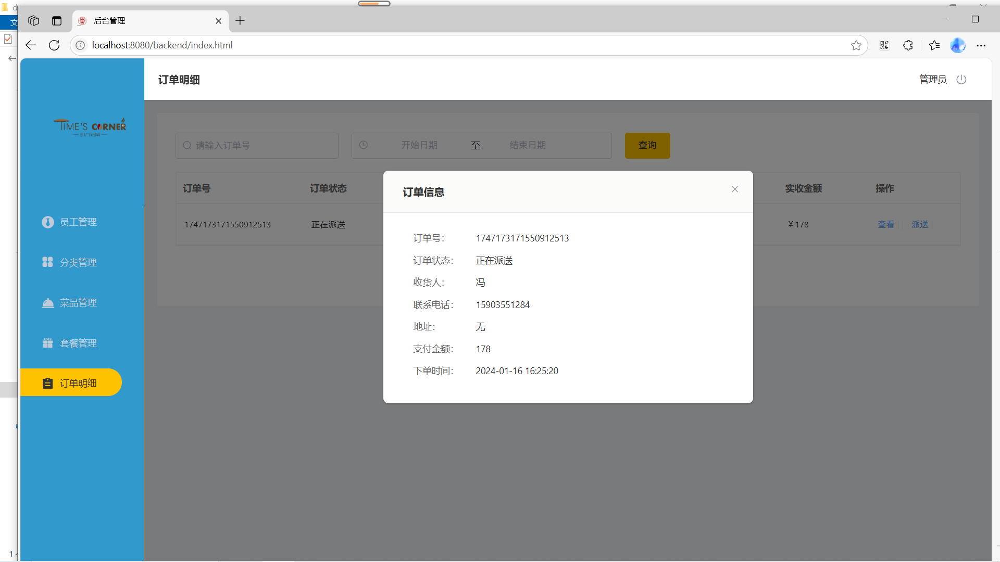 后台管理
文
localhost:8080/backend/index.html
订单明细
管理员
TIME'S CORNER
请输入订单号
开始日期 至 结束日期
查询
订单号 订单状态 实收金额 操作
1747173171550912513 正在派送 ￥178 查看 派送
订单信息
订单号： 1747173171550912513
订单状态： 正在派送
收货人： 冯
联系电话： 15903551284
地址： 无
支付金额： 178
下单时间： 2024-01-16 16:25:20
员工管理
分类管理
菜品管理
套餐管理
订单明细
1